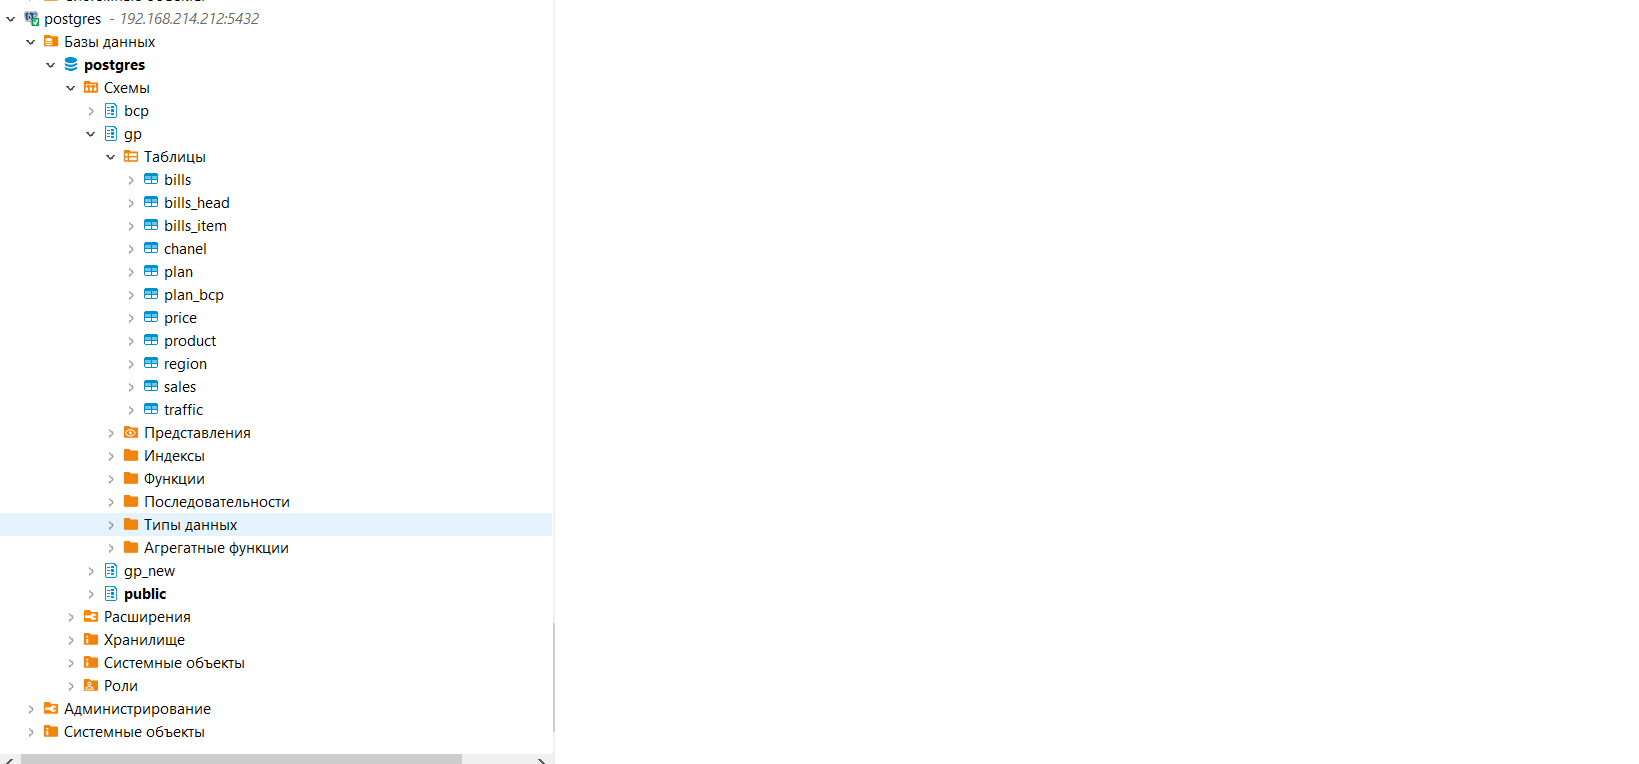 postgres - 192.168.214.212:5432
Базы данных
postgres
Схемы
bcp
gp
Таблицы
bills
bills_head
bills_item
chanel
plan
plan_bcp
price
product
region
sales
traffic
Представления
Индексы
Функции
Последовательности
Типы данных
Агрегатные функции
gp_new
public
Расширения
Хранилище
Системные объекты
Роли
Администрирование
Системные объекты